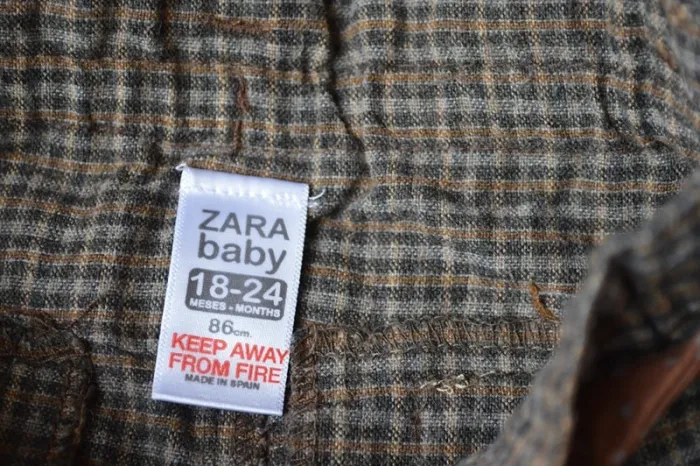 ZARA
baby
18-24
MESES - MONTHS
86cm.
KEEP AWAY
FROM FIRE
MADE IN SPAIN